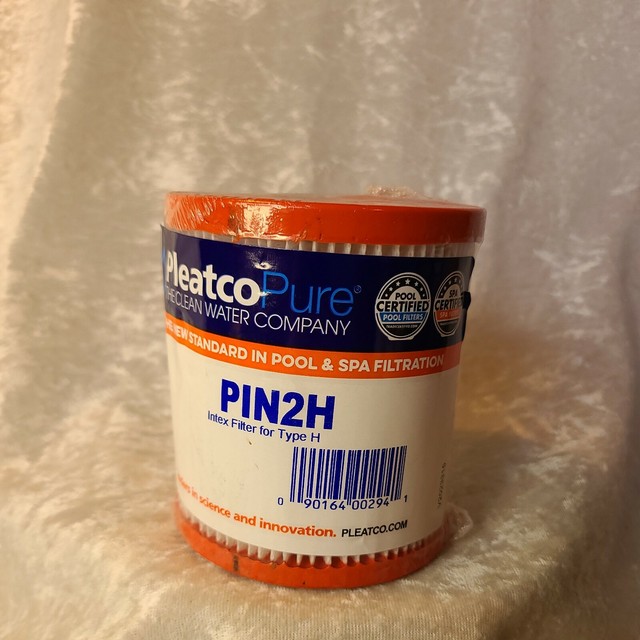 PleatcoPure
THE CLEAN WATER COMPANY
POOL
CERTIFIED
POOL FILTERS
SPA
NEW STANDARD IN POOL & SPA FILTRATION
PIN2H
Intex Filter for Type H
0 90164 00294 1
in science and innovation. PLEATCO.COM